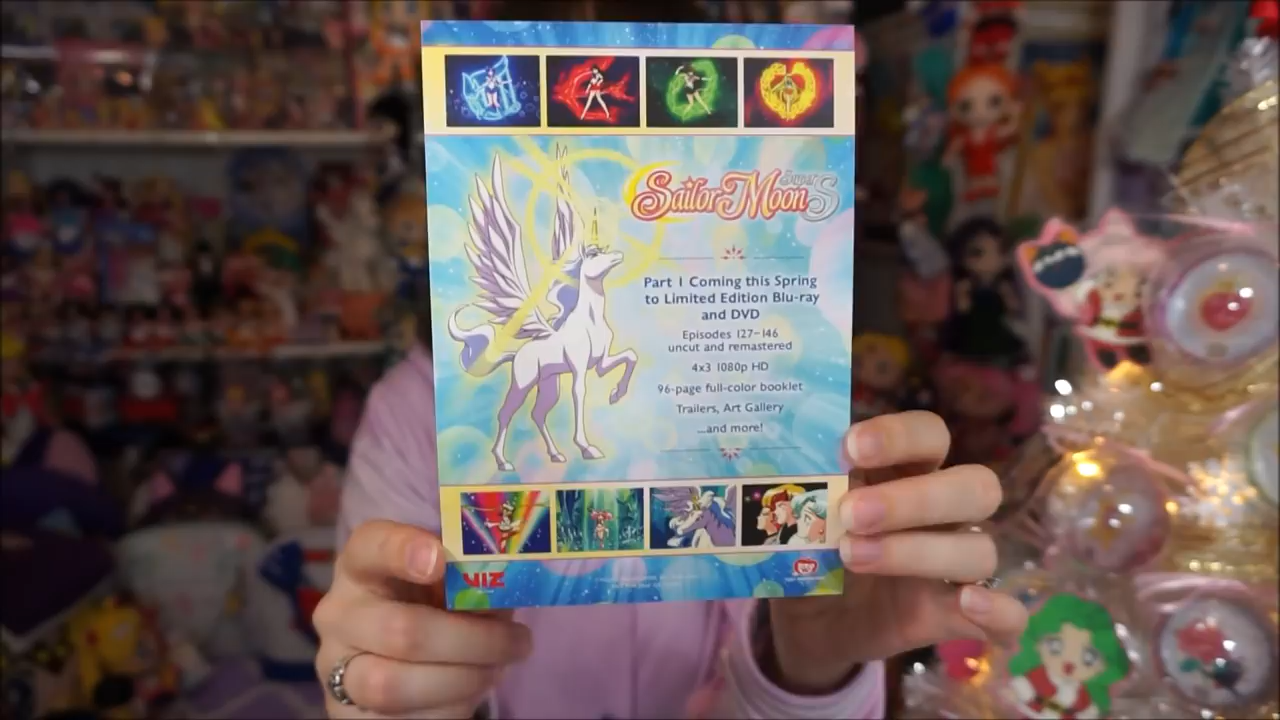 Sailor Moon
Super S
Part 1 Coming this Spring
to Limited Edition Blu-ray
and DVD
Episodes 127–146
uncut and remastered
4x3 1080p HD
96-page full-color booklet
Trailers, Art Gallery
...and more!
VIZ